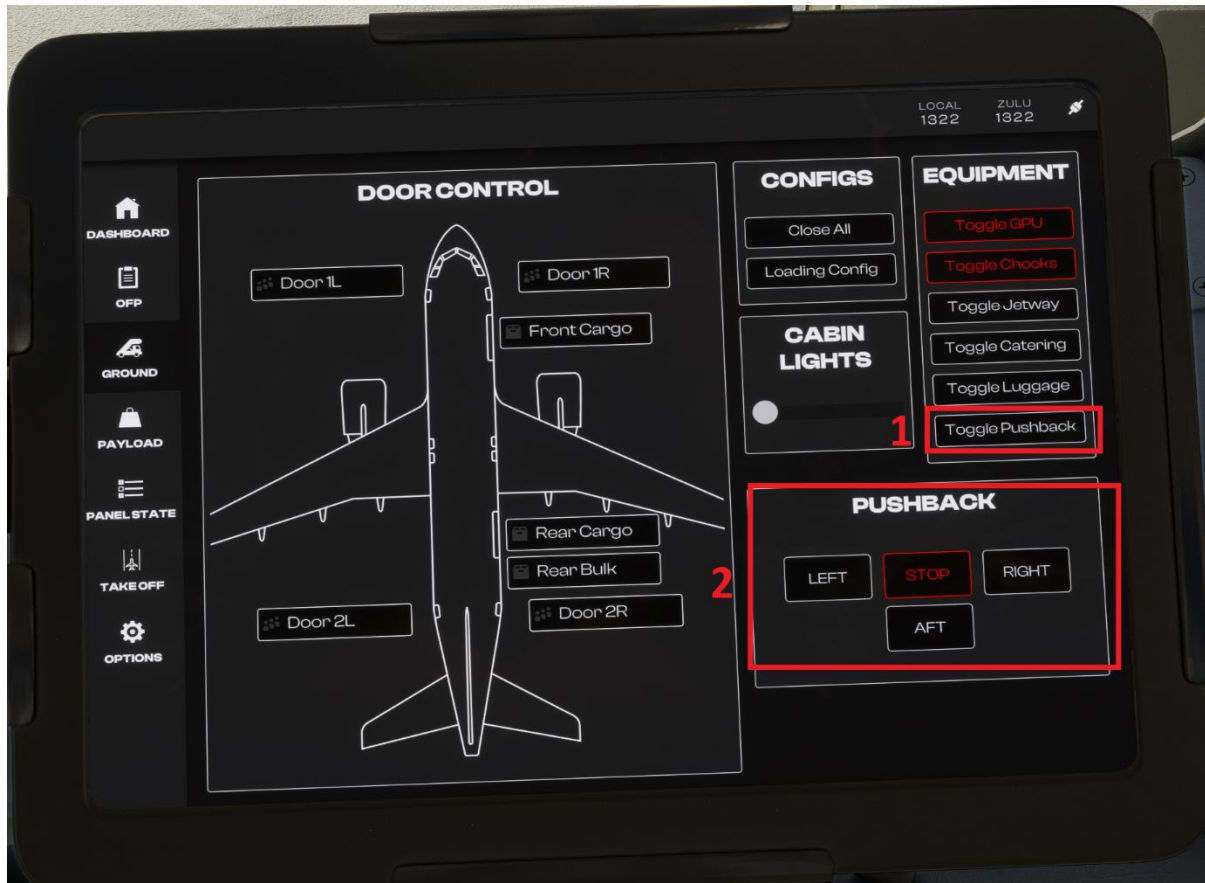 LOCAL
1322
ZULU
1322
DASHBOARD
OFP
GROUND
PAYLOAD
PANEL STATE
TAKE OFF
OPTIONS
DOOR CONTROL
Door 1L
Door 1R
Front Cargo
Rear Cargo
Rear Bulk
Door 2L
Door 2R
CONFIGS
Close All
Loading Config
CABIN
LIGHTS
EQUIPMENT
Toggle GPU
Toggle Chocks
Toggle Jetway
Toggle Catering
Toggle Luggage
1
Toggle Pushback
2
PUSHBACK
LEFT
STOP
RIGHT
AFT